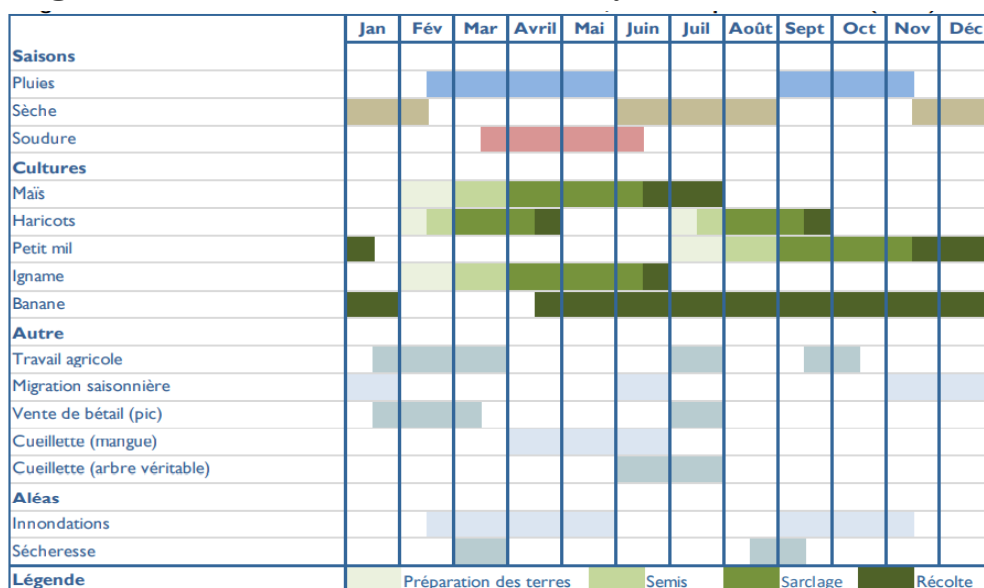 Jan Fév Mar Avril Mai Juin Juil Août Sept Oct Nov Déc
Saisons
Pluies
Sèche
Soudure
Cultures
Maïs
Haricots
Petit mil
Igname
Banane
Autre
Travail agricole
Migration saisonnière
Vente de bétail (pic)
Cueillette (mangue)
Cueillette (arbre véritable)
Aléas
Innondations
Sécheresse
Légende Préparation des terres Semis Sarclage Récolte